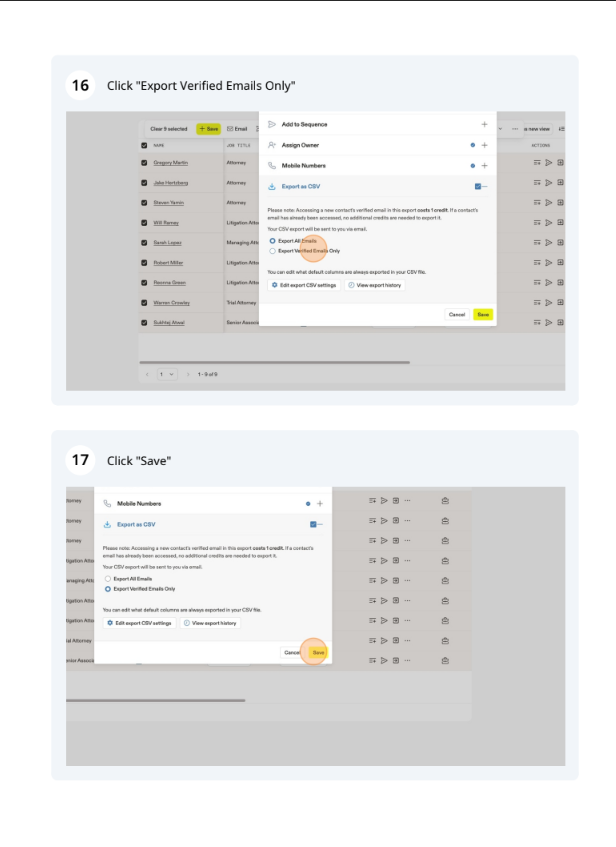 16 Click "Export Verified Emails Only"
Clear 9 selected + Save Email
Add to Sequence
a new view
NAME JOB TITLE
Assign Owner
ACTIONS
Gregory Martin Attorney
Mobile Numbers
Jake Hertzberg Attorney
Export as CSV
Steven Yamin Attorney
Please note: Accessing a new contact's verified email in this export costs 1 credit. If a contact's
email has already been accessed, no additional credits are needed to export it.
Will Ramey Litigation Atto
Your CSV export will be sent to you via email.
Sarah Lopez Managing Att
Export All Emails
Export Verified Emails Only
Robert Miller Litigation Atto
You can edit what default columns are always exported in your CSV file.
Litigation Atto
Edit export CSV settings View export history
Warren Crowley Trial Attorney
Cancel Save
Sukhtej Atwal Senior Associa
1 1-9 of 9
17 Click "Save"
ttorney
Mobile Numbers
ttorney
Export as CSV
ttorney
Please note: Accessing a new contact's verified email in this export costs 1 credit. If a contact's
email has already been accessed, no additional credits are needed to export it.
tigation Atto
Your CSV export will be sent to you via email.
anaging Att
Export All Emails
Export Verified Emails Only
tigation Atto
You can edit what default columns are always exported in your CSV file.
tigation Atto
Edit export CSV settings View export history
ial Attorney
Cancel Save
enior Associa